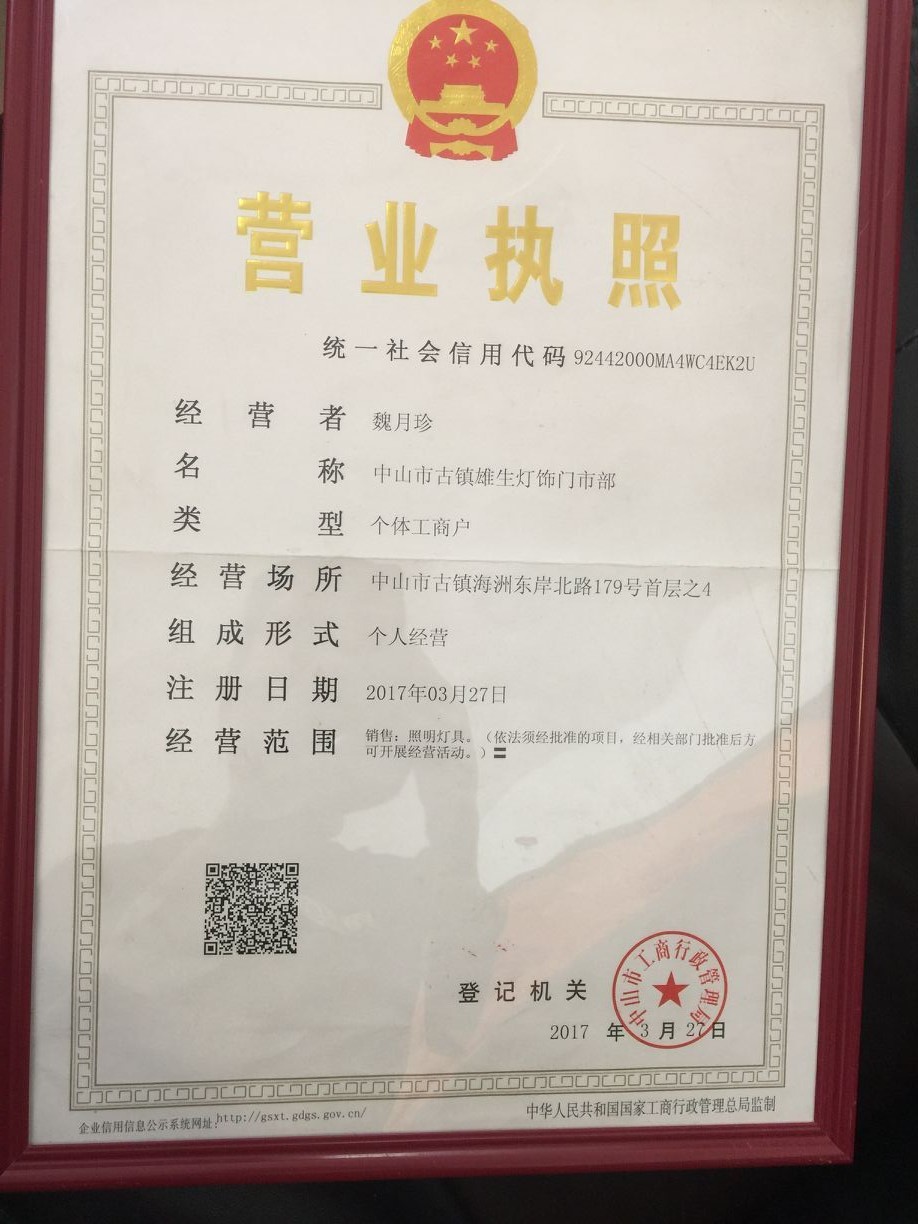 营业执照
统一社会信用代码 92442000MA4WC4EK2U
经营者 魏月珍
名称 中山市古镇雄生灯饰门市部
类型 个体工商户
经营场所 中山市古镇海洲东岸北路179号首层之4
组成形式 个人经营
注册日期 2017年03月27日
经营范围 销售：照明灯具。（依法须经批准的项目，经相关部门批准后方
可开展经营活动。）〓
登记机关
中山市工商行政管理局
2017 年 3 月 27 日
企业信用信息公示系统网址：http://gsxt.gdgs.gov.cn/
中华人民共和国国家工商行政管理总局监制